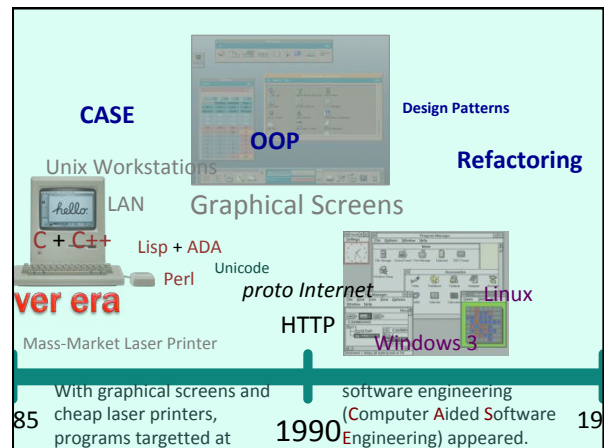 CASE
Design Patterns
OOP
Refactoring
Unix Workstations
hello.
LAN
Graphical Screens
C + C++
Lisp + ADA
Perl
Unicode
proto Internet
Linux
ver era
HTTP
Windows 3
Mass-Market Laser Printer
With graphical screens and
cheap laser printers,
programs targetted at
software engineering
(Computer Aided Software
Engineering) appeared.
85
1990
19
Program Manager